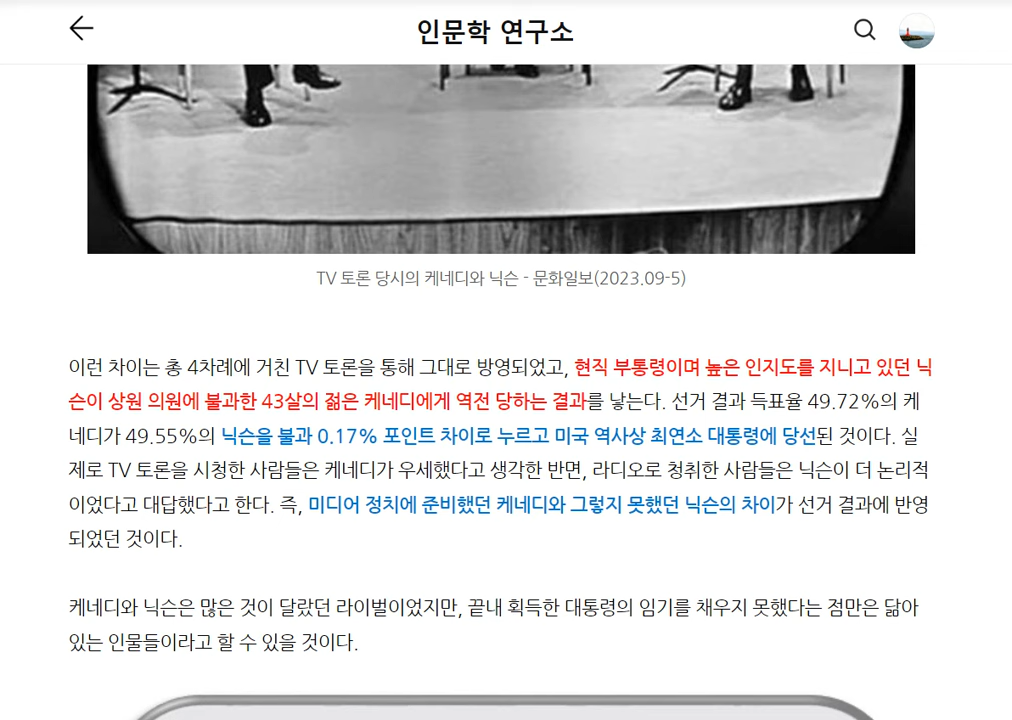 인문학 연구소
TV 토론 당시의 케네디와 닉슨 - 문화일보(2023.09-5)
이런 차이는 총 4차례에 거친 TV 토론을 통해 그대로 방영되었고, 현직 부통령이며 높은 인지도를 지니고 있던 닉
슨이 상원 의원에 불과한 43살의 젊은 케네디에게 역전 당하는 결과를 낳는다. 선거 결과 득표율 49.72%의 케
네디가 49.55%의 닉슨을 불과 0.17% 포인트 차이로 누르고 미국 역사상 최연소 대통령에 당선된 것이다. 실
제로 TV 토론을 시청한 사람들은 케네디가 우세했다고 생각한 반면, 라디오로 청취한 사람들은 닉슨이 더 논리적
이었다고 대답했다고 한다. 즉, 미디어 정치에 준비했던 케네디와 그렇지 못했던 닉슨의 차이가 선거 결과에 반영
되었던 것이다.
케네디와 닉슨은 많은 것이 달랐던 라이벌이었지만, 끝내 획득한 대통령의 임기를 채우지 못했다는 점만은 닮아
있는 인물들이라고 할 수 있을 것이다.